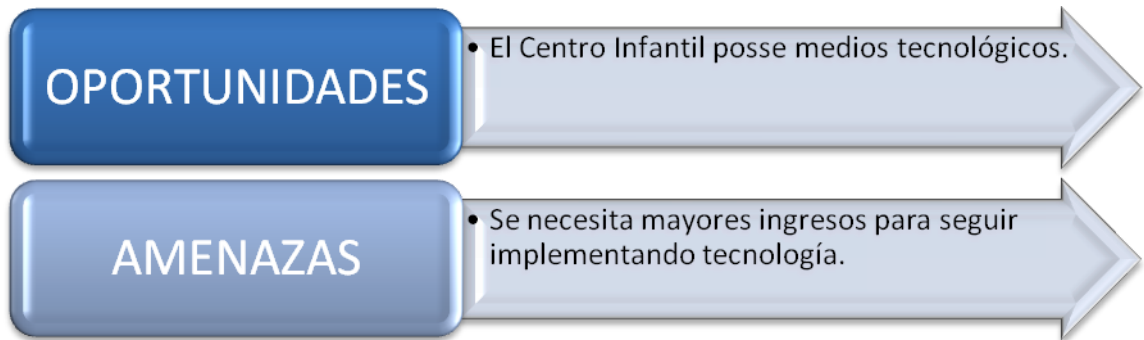 OPORTUNIDADES
• El Centro Infantil posse medios tecnológicos.
AMENAZAS
• Se necesita mayores ingresos para seguir
implementando tecnología.